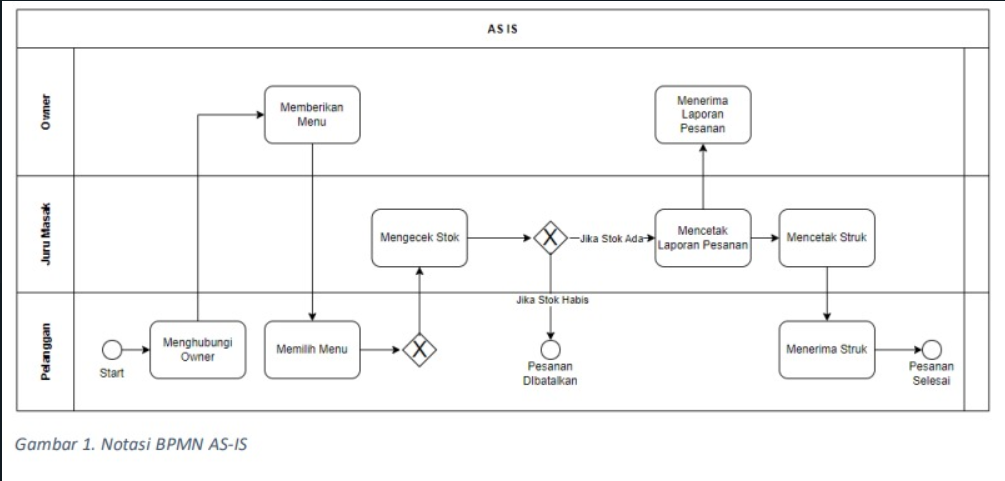 AS IS
Owner
Memberikan
Menu
Menerima
Laporan
Pesanan
Juru Masak
Mengecek Stok
X
Jika Stok Ada
Mencetak
Laporan Pesanan
Mencetak Struk
Jika Stok Habis
Pelanggan
Start
Menghubungi
Owner
Memilih Menu
X
Pesanan
DIbatalkan
Menerima Struk
Pesanan
Selesai
Gambar 1. Notasi BPMN AS-IS